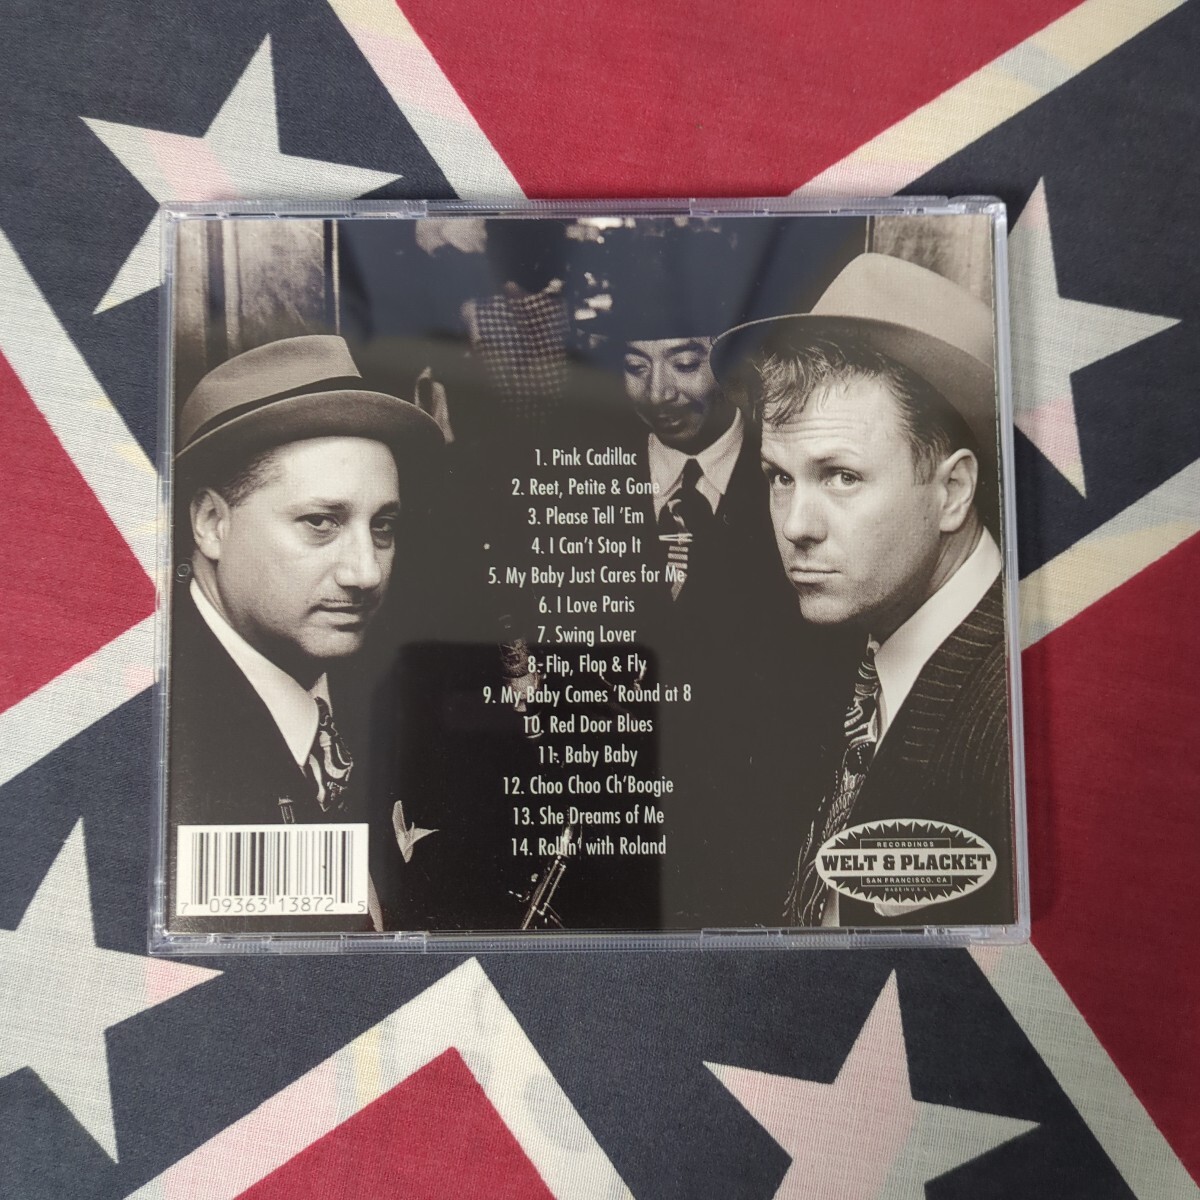 1. Pink Cadillac
2. Reet, Petite & Gone
3. Please Tell 'Em
4. I Can't Stop It
5. My Baby Just Cares for Me
6. I Love Paris
7. Swing Lover
8. Flip, Flop & Fly
9. My Baby Comes 'Round at 8
10. Red Door Blues
11. Baby Baby
12. Choo Choo Ch'Boogie
13. She Dreams of Me
14. Rollin' with Roland
7 09363 13872 5
RECORDINGS
WELT & PLACKET
SAN FRANCISCO, CA
MADE IN U.S.A.